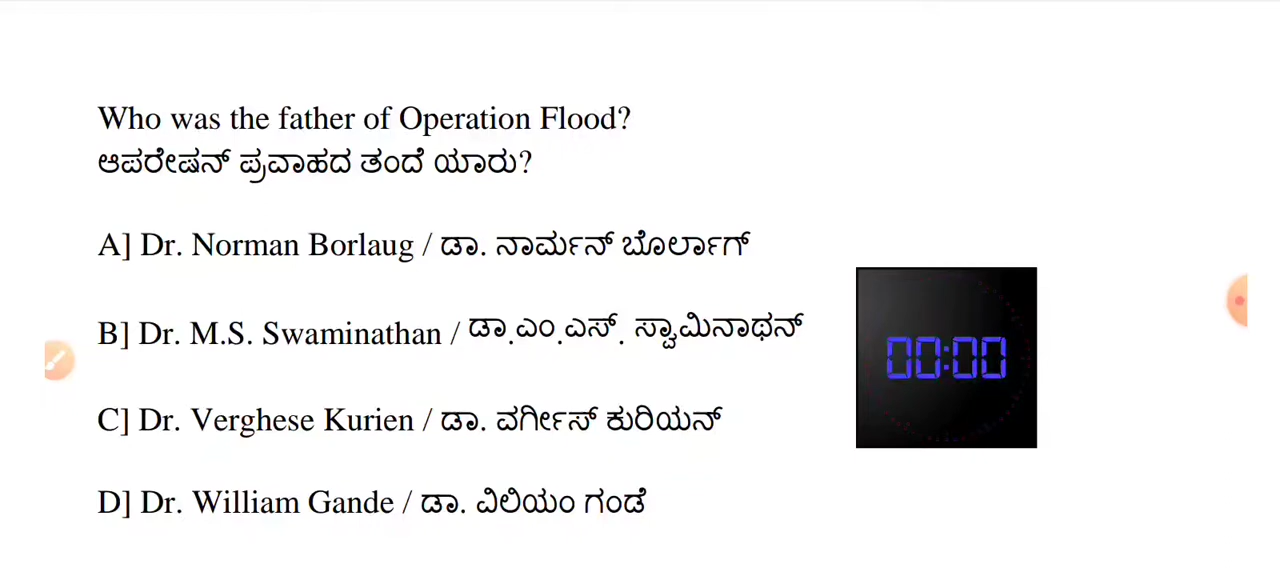 Who was the father of Operation Flood?
ಆಪರೇಷನ್ ಪ್ರವಾಹದ ತಂದೆ ಯಾರು?
A] Dr. Norman Borlaug / ಡಾ. ನಾರ್ಮನ್ ಬೊರ್ಲಾಗ್
B] Dr. M.S. Swaminathan / ಡಾ.ಎಂ.ಎಸ್. ಸ್ವಾಮಿನಾಥನ್
00:00
C] Dr. Verghese Kurien / ಡಾ. ವರ್ಗೀಸ್ ಕುರಿಯನ್
D] Dr. William Gande / ಡಾ. ವಿಲಿಯಂ ಗಂಡೆ